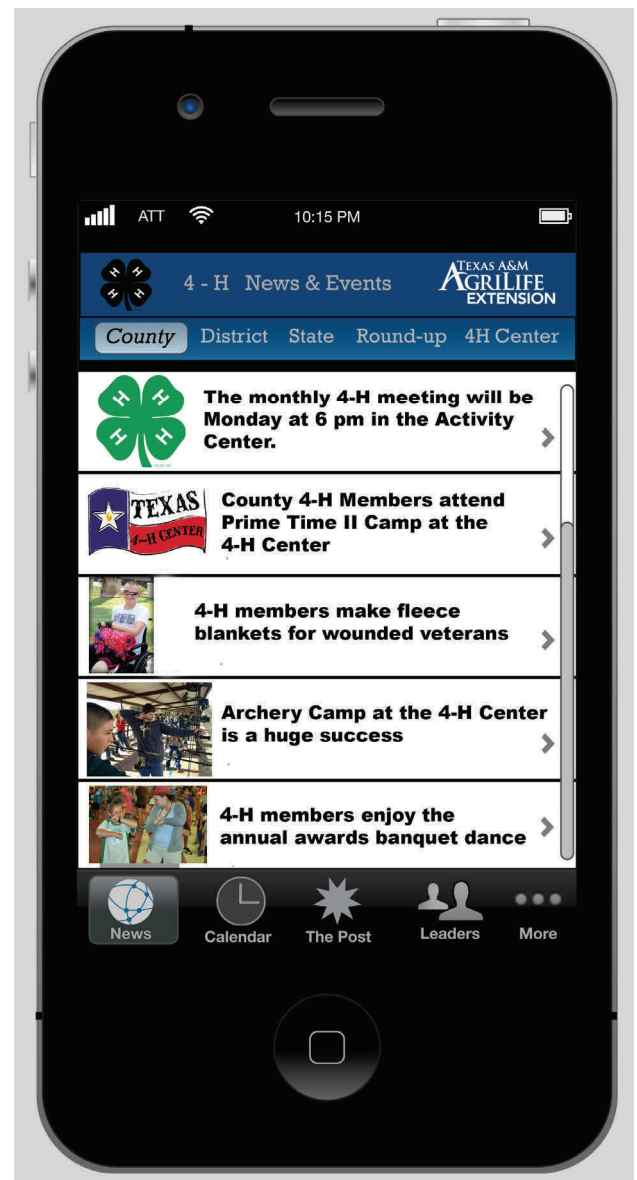 ATT
10:15 PM
H H
H H
4 - H News & Events
TEXAS A&M
AGRILIFE
EXTENSION
County District State Round-up 4H Center
H H
H H
The monthly 4-H meeting will be
Monday at 6 pm in the Activity
Center.
TEXAS
4-H CENTER
County 4-H Members attend
Prime Time II Camp at the
4-H Center
4-H members make fleece
blankets for wounded veterans
Archery Camp at the 4-H Center
is a huge success
4-H members enjoy the
annual awards banquet dance
News Calendar The Post Leaders More